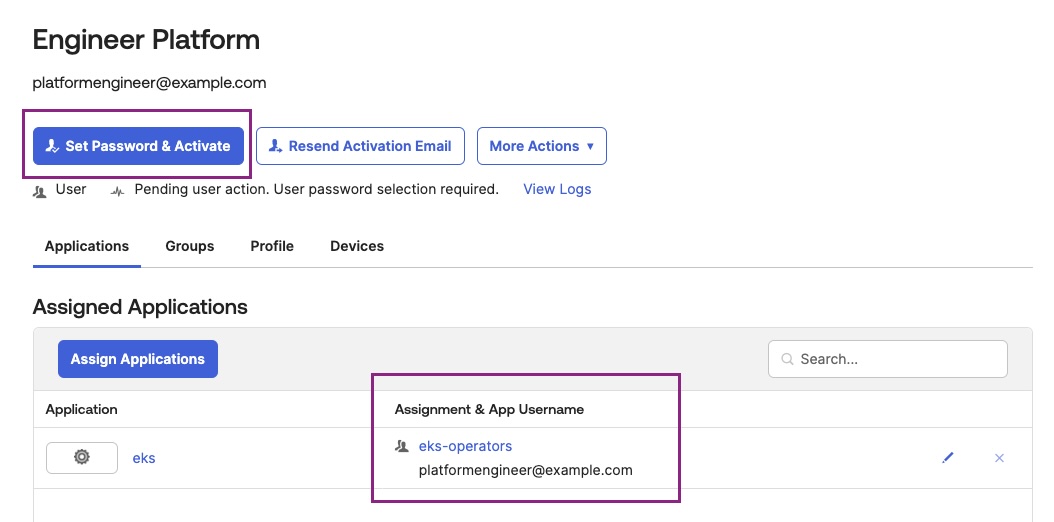 Engineer Platform
platformengineer@example.com
Set Password & Activate
Resend Activation Email
More Actions ▼
User
Pending user action. User password selection required.
View Logs
Applications
Groups
Profile
Devices
Assigned Applications
Assign Applications
Search...
Application
Assignment & App Username
eks
eks-operators
platformengineer@example.com